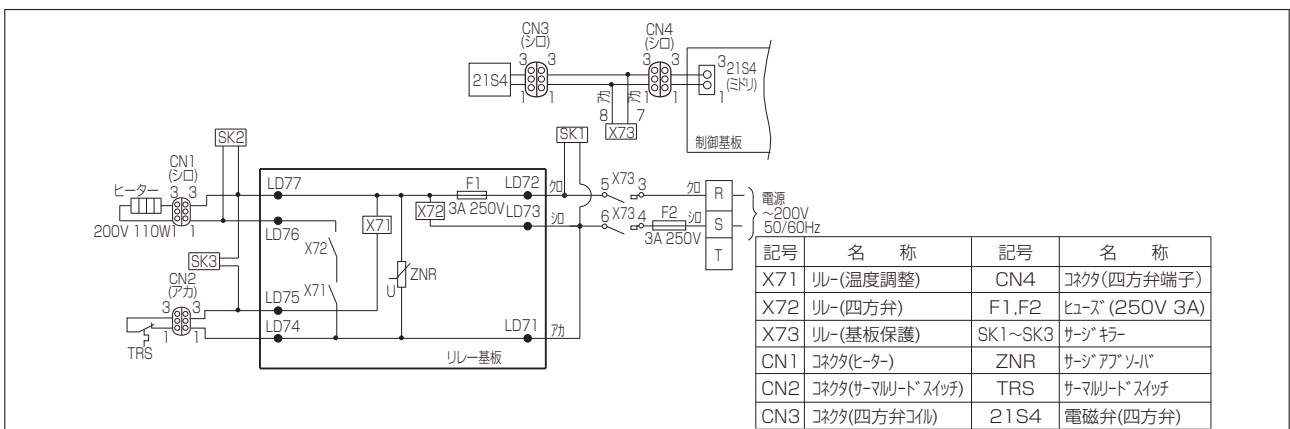 CN3
(シロ)
CN4
(シロ)
3 3
3 3
3
21S4
21S4
(ミドリ)
1 1
アカ
アカ
1 1
1
8 7
X73
制御基板
SK2
SK1
CN1
(シロ)
ヒーター
3 3
200V 110W
1 1
LD77
F1
LD72
クロ
5 X73 3
クロ
R
電源
~200V
50/60Hz
X72
3A 250V
LD73
シロ
6 X73 4
F2
シロ
S
3A 250V
T
LD76
X71
X72
SK3
CN2
(アカ)
ZNR
U
X71
3 3
LD75
1 1
LD74
LD71
アカ
TRS
リレー基板
記号 名 称 記号 名 称
X71 リレー(温度調整) CN4 コネクタ(四方弁端子)
X72 リレー(四方弁) F1,F2 ヒューズ(250V 3A)
X73 リレー(基板保護) SK1~SK3 サージキラー
CN1 コネクタ(ヒーター) ZNR サージアブソーバ
CN2 コネクタ(サーマルリードスイッチ) TRS サーマルリードスイッチ
CN3 コネクタ(四方弁コイル) 21S4 電磁弁(四方弁)